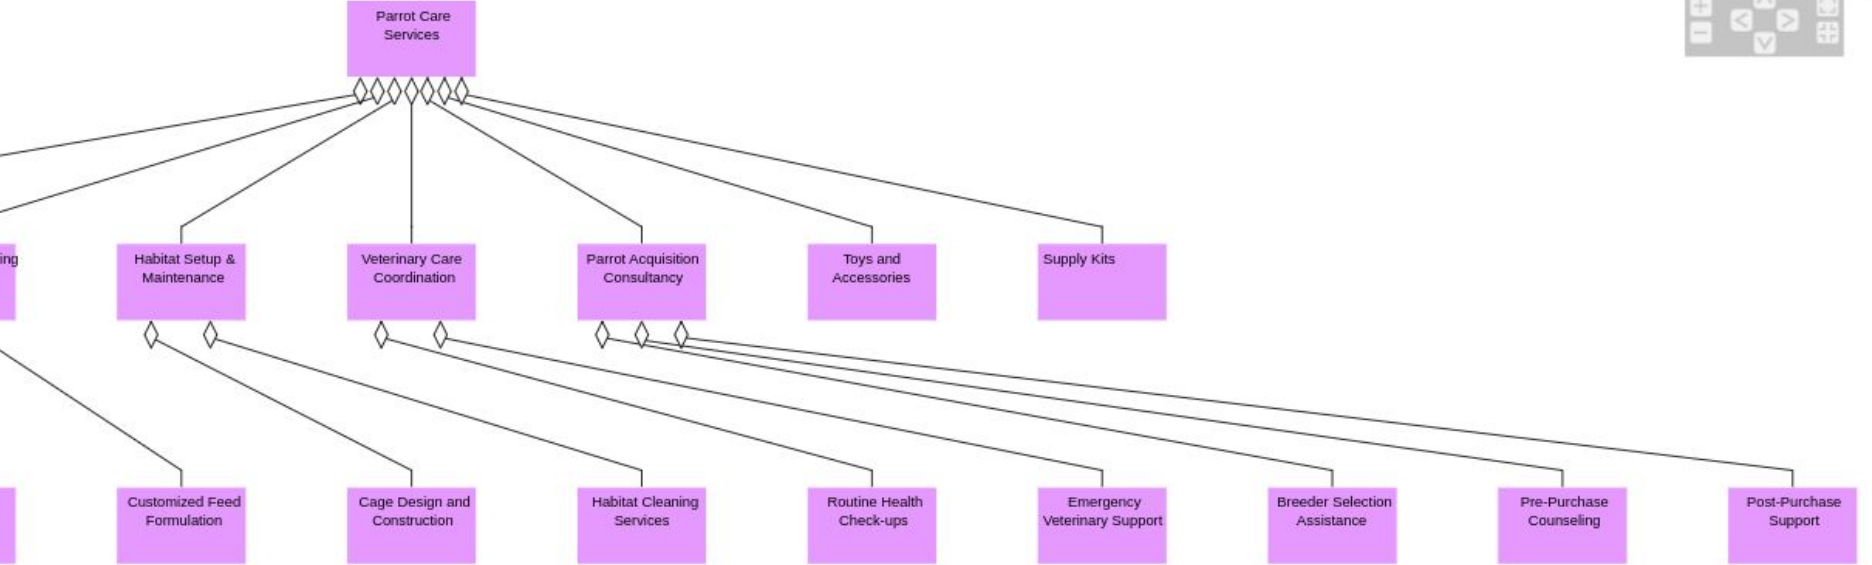 Parrot Care
Services
ing
Habitat Setup &
Maintenance
Veterinary Care
Coordination
Parrot Acquisition
Consultancy
Toys and
Accessories
Supply Kits
Customized Feed
Formulation
Cage Design and
Construction
Habitat Cleaning
Services
Routine Health
Check-ups
Emergency
Veterinary Support
Breeder Selection
Assistance
Pre-Purchase
Counseling
Post-Purchase
Support